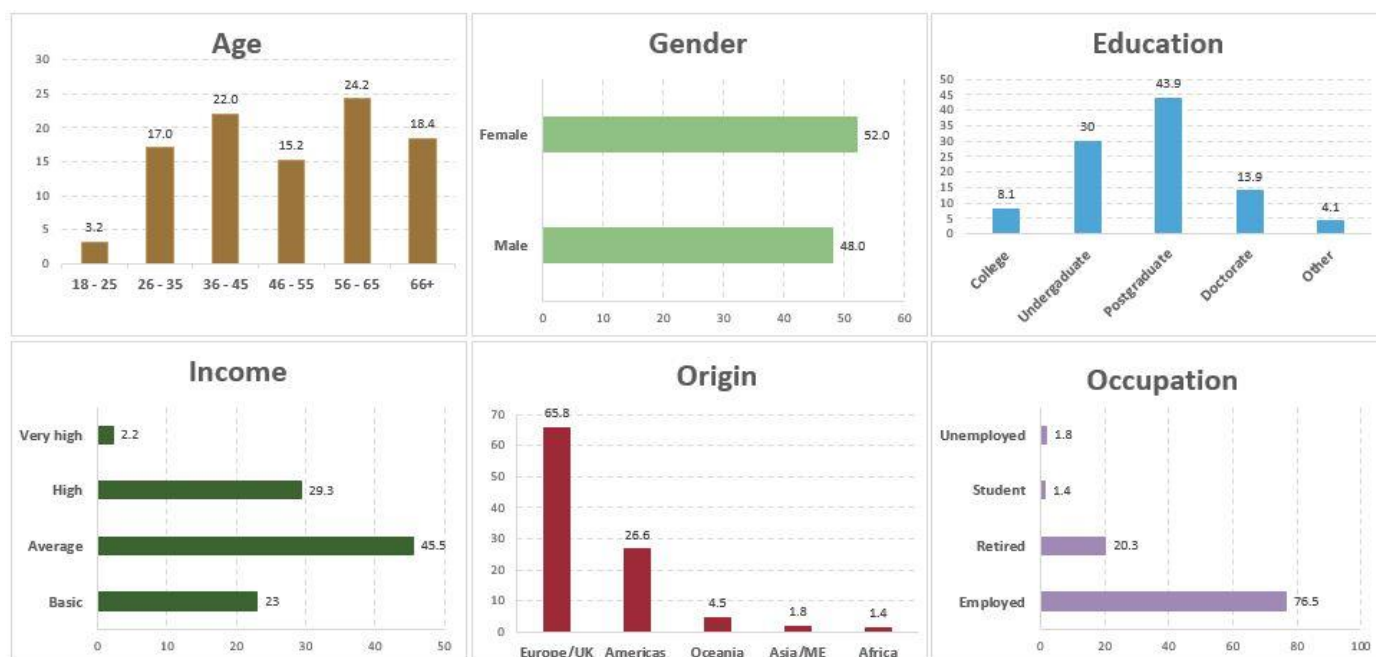 Age
30
25
20
15
10
5
0
3.2
17.0
22.0
15.2
24.2
18.4
18 - 25 26 - 35 36 - 45 46 - 55 56 - 65 66+
Gender
Female
52.0
Male
48.0
0 10 20 30 40 50 60
Education
50
45
40
35
30
25
20
15
10
5
0
8.1
30
43.9
13.9
4.1
College Undergraduate Postgraduate Doctorate Other
Income
Very high
2.2
High
29.3
Average
45.5
Basic
23
0 10 20 30 40 50
Origin
70
60
50
40
30
20
10
0
65.8
26.6
4.5
1.8
1.4
Europe/UK Americas Oceania Asia/ME Africa
Occupation
Unemployed
1.8
Student
1.4
Retired
20.3
Employed
76.5
0 20 40 60 80 100